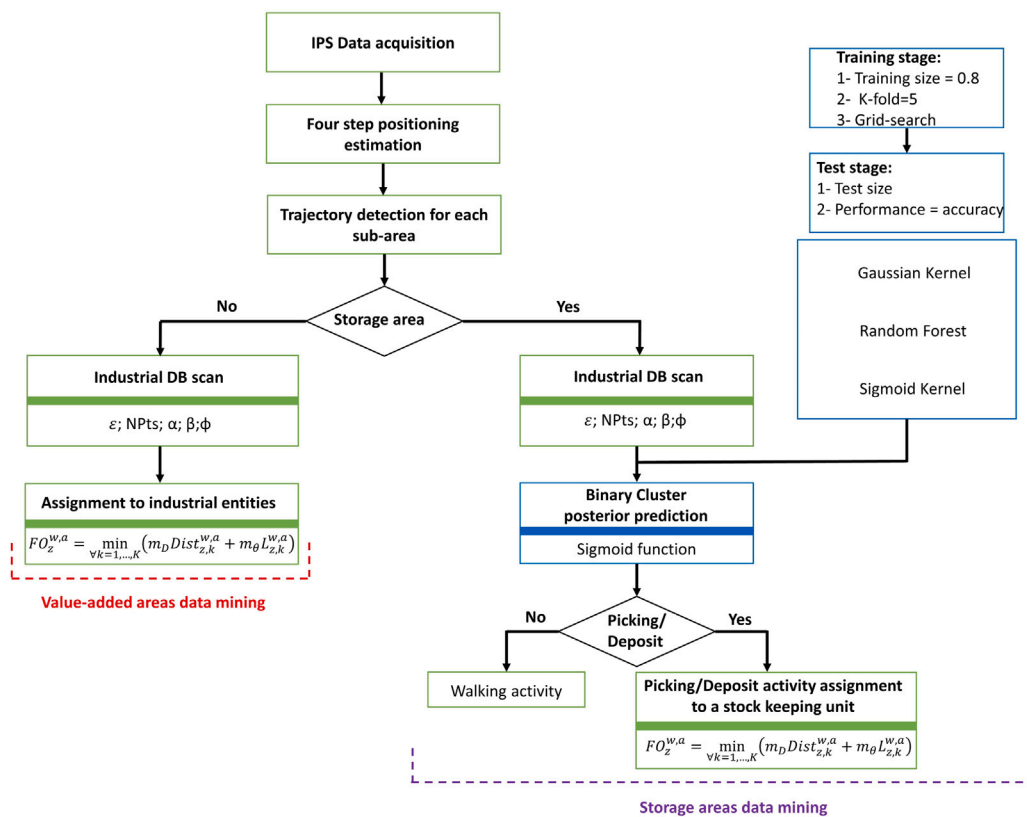 IPS Data acquisition
Four step positioning
estimation
Trajectory detection for each
sub-area
Storage area
No
Yes
Industrial DB scan
ε; NPts; α; β;ϕ
Assignment to industrial entities
𝐹𝑂_z^{w,a} = min_{∀k=1,…,K}(m_D Dist_{z,k}^{w,a} + m_θ L_{z,k}^{w,a})
Value-added areas data mining
Industrial DB scan
ε; NPts; α; β;ϕ
Training stage:
1- Training size = 0.8
2- K-fold=5
3- Grid-search
Test stage:
1- Test size
2- Performance = accuracy
Gaussian Kernel
Random Forest
Sigmoid Kernel
Binary Cluster
posterior prediction
Sigmoid function
Picking/
Deposit
No
Yes
Walking activity
Picking/Deposit activity assignment
to a stock keeping unit
𝐹𝑂_z^{w,a} = min_{∀k=1,…,K}(m_D Dist_{z,k}^{w,a} + m_θ L_{z,k}^{w,a})
Storage areas data mining